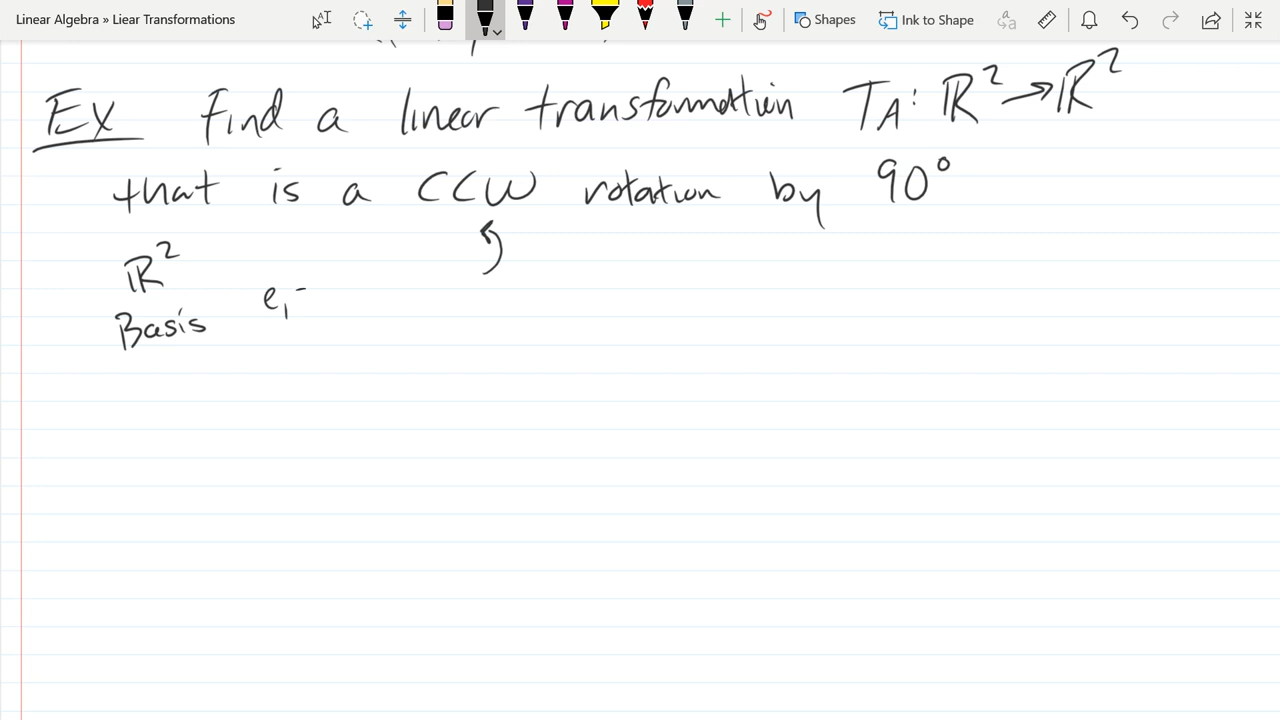 Linear Algebra » Liear Transformations
Shapes
Ink to Shape
Ex Find a linear transformation T_A: ℝ² → ℝ²
that is a CCW rotation by 90°
ℝ²
Basis e₁ -